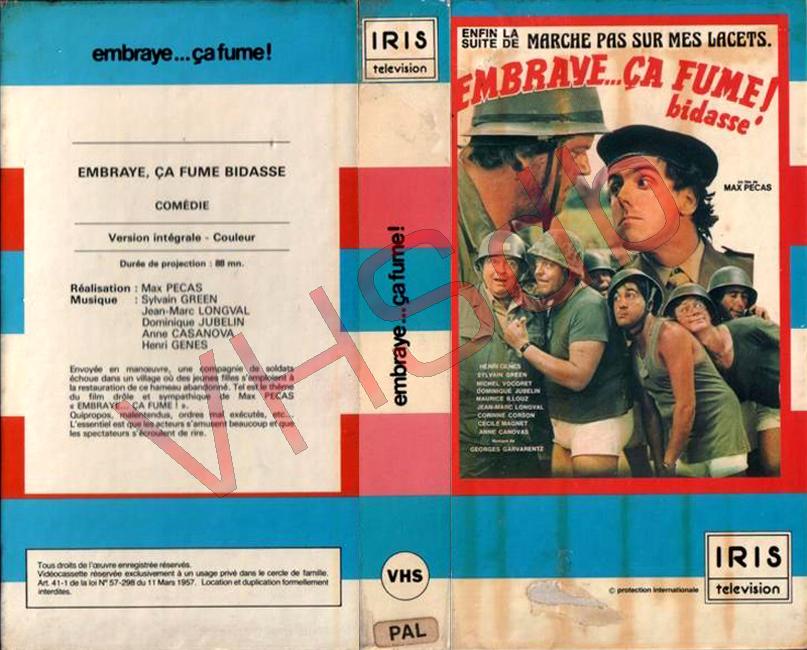 embraye...ça fume!
EMBRAYE, ÇA FUME BIDASSE
COMÉDIE
Version intégrale - Couleur
Durée de projection : 88 mn.
Réalisation : Max PECAS
Musique : Sylvain GREEN
Jean-Marc LONGVAL
Dominique JUBELIN
Anne CASANOVA
Henri GENES
Envoyée en manœuvre, une compagnie de soldats
échoue dans un village où des jeunes filles s'emploient à
la restauration de ce hameau abandonné. Tel est le thème
du film drôle et sympathique de Max PECAS
« EMBRAYE... ÇA FUME ! ».
Quipropos, malentendus, ordres mal exécutés, etc...
L'essentiel est que les acteurs s'amusent beaucoup et que
les spectateurs s'écroulent de rire.
Tous droits de l'œuvre enregistrée réservés.
Vidéocassette réservée exclusivement à un usage privé dans le cercle de famille.
Art. 41-1 de la loi N° 57-298 du 11 Mars 1957. Location et duplication formellement
interdites.
IRIS
television
embraye...ça fume!
VHS
PAL
ENFIN LA
SUITE DE MARCHE PAS SUR MES LACETS.
EMBRAYE...ÇA FUME!
bidasse
un film de
MAX PECAS
HENRI GENES
SYLVAIN GREEN
MICHEL VOCORET
DOMINIQUE JUBELIN
MAURICE ILLOUZ
JEAN-MARC LONGVAL
CORINNE CORSON
CECILE MAGNET
ANNE CANOVAS
Musique de
GEORGES GARVARENTZ
© protection internationale
IRIS
television
VHSdb